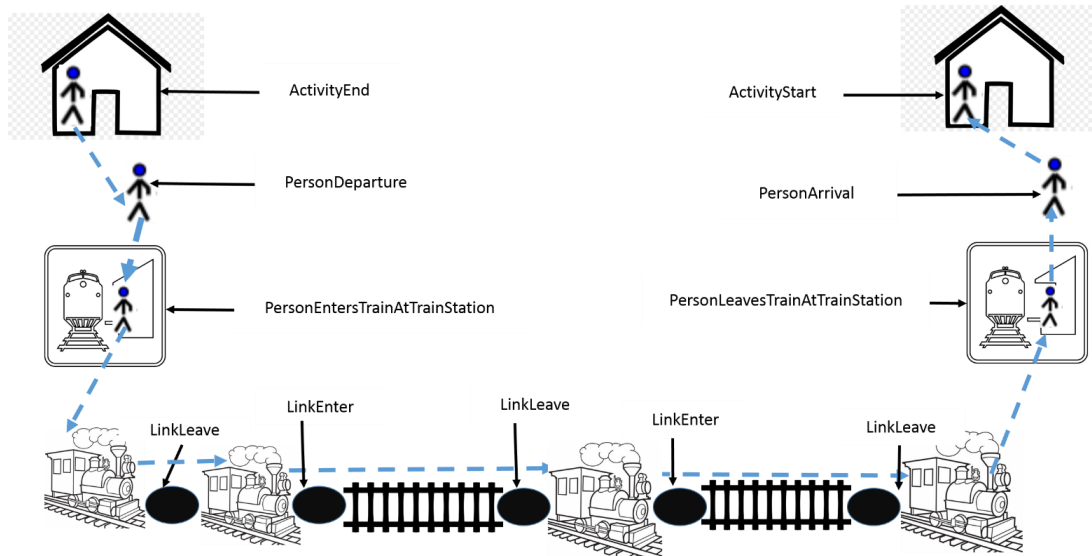 ActivityEnd
ActivityStart
PersonDeparture
PersonArrival
PersonEntersTrainAtTrainStation
PersonLeavesTrainAtTrainStation
LinkLeave
LinkEnter
LinkLeave
LinkEnter
LinkLeave